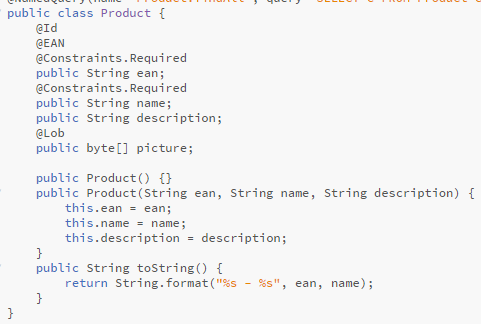 public class Product {
@Id
@EAN
@Constraints.Required
public String ean;
@Constraints.Required
public String name;
public String description;
@Lob
public byte[] picture;
public Product() {}
public Product(String ean, String name, String description) {
this.ean = ean;
this.name = name;
this.description = description;
}
public String toString() {
return String.format("%s - %s", ean, name);
}
}